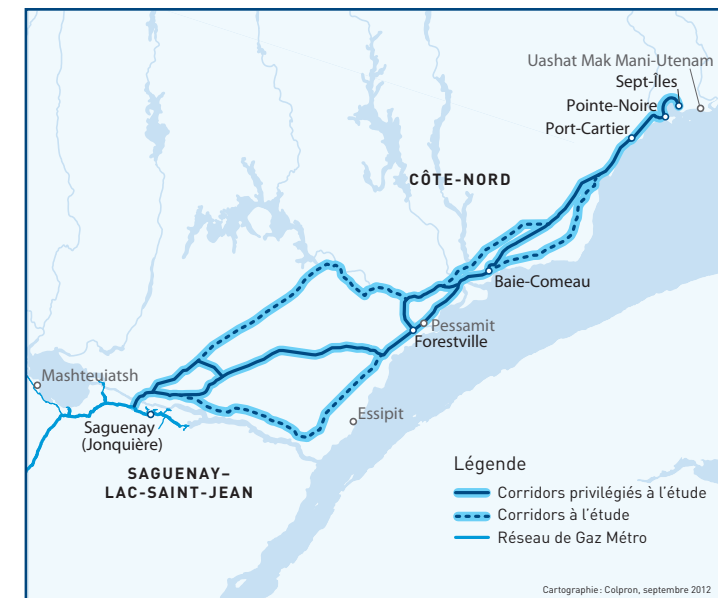 Uashat Mak Mani-Utenam
Sept-Îles
Pointe-Noire
Port-Cartier
CÔTE-NORD
Baie-Comeau
Pessamit
Forestville
Mashteuiatsh
Essipit
Saguenay
(Jonquière)
SAGUENAY–
LAC-SAINT-JEAN
Légende
Corridors privilégiés à l'étude
Corridors à l'étude
Réseau de Gaz Métro
Cartographie : Colpron, septembre 2012